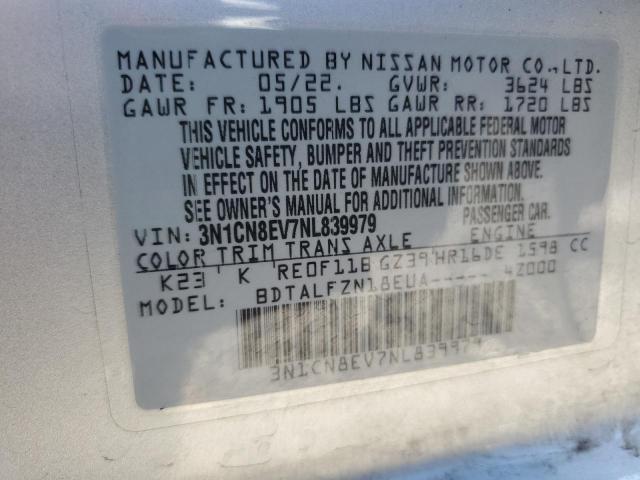 MANUFACTURED BY NISSAN MOTOR CO.,LTD.
DATE: 05/22. GVWR: 3624 LBS
GAWR FR: 1905 LBS GAWR RR: 1720 LBS
THIS VEHICLE CONFORMS TO ALL APPLICABLE FEDERAL MOTOR
VEHICLE SAFETY, BUMPER AND THEFT PREVENTION STANDARDS
IN EFFECT ON THE DATE OF MANUFACTURE SHOWN ABOVE.
SEE OWNER'S MANUAL FOR ADDITIONAL INFORMATION.
VIN: 3N1CN8EV7NL839979 PASSENGER CAR.
COLOR TRIM TRANS AXLE ENGINE
K23 K RE0F11B GZ39 HR16DE 1598 CC
BDTALFZN18EUA----- 4Z000
3N1CN8EV7NL839979